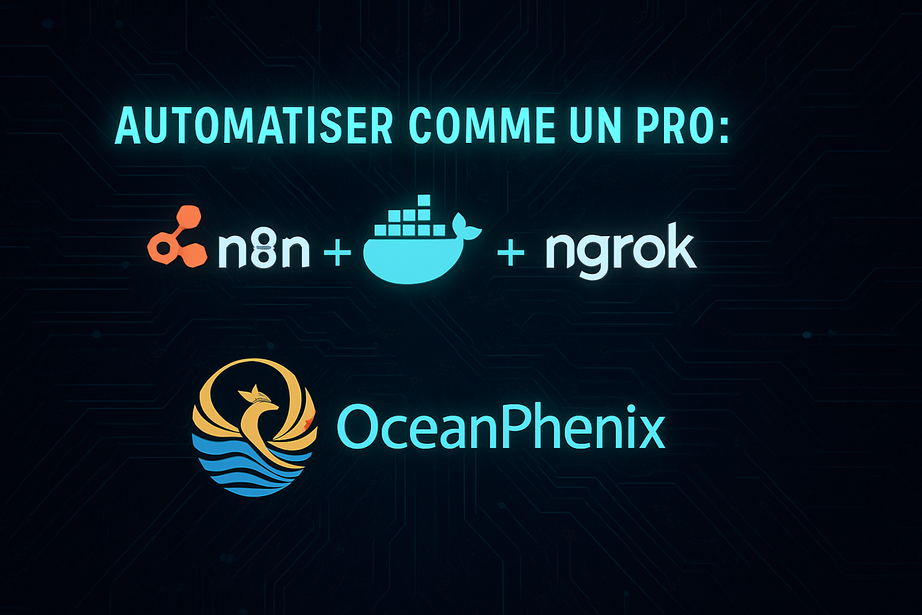 AUTOMATISER COMME UN PRO:
n8n + + ngrok
OceanPhenix